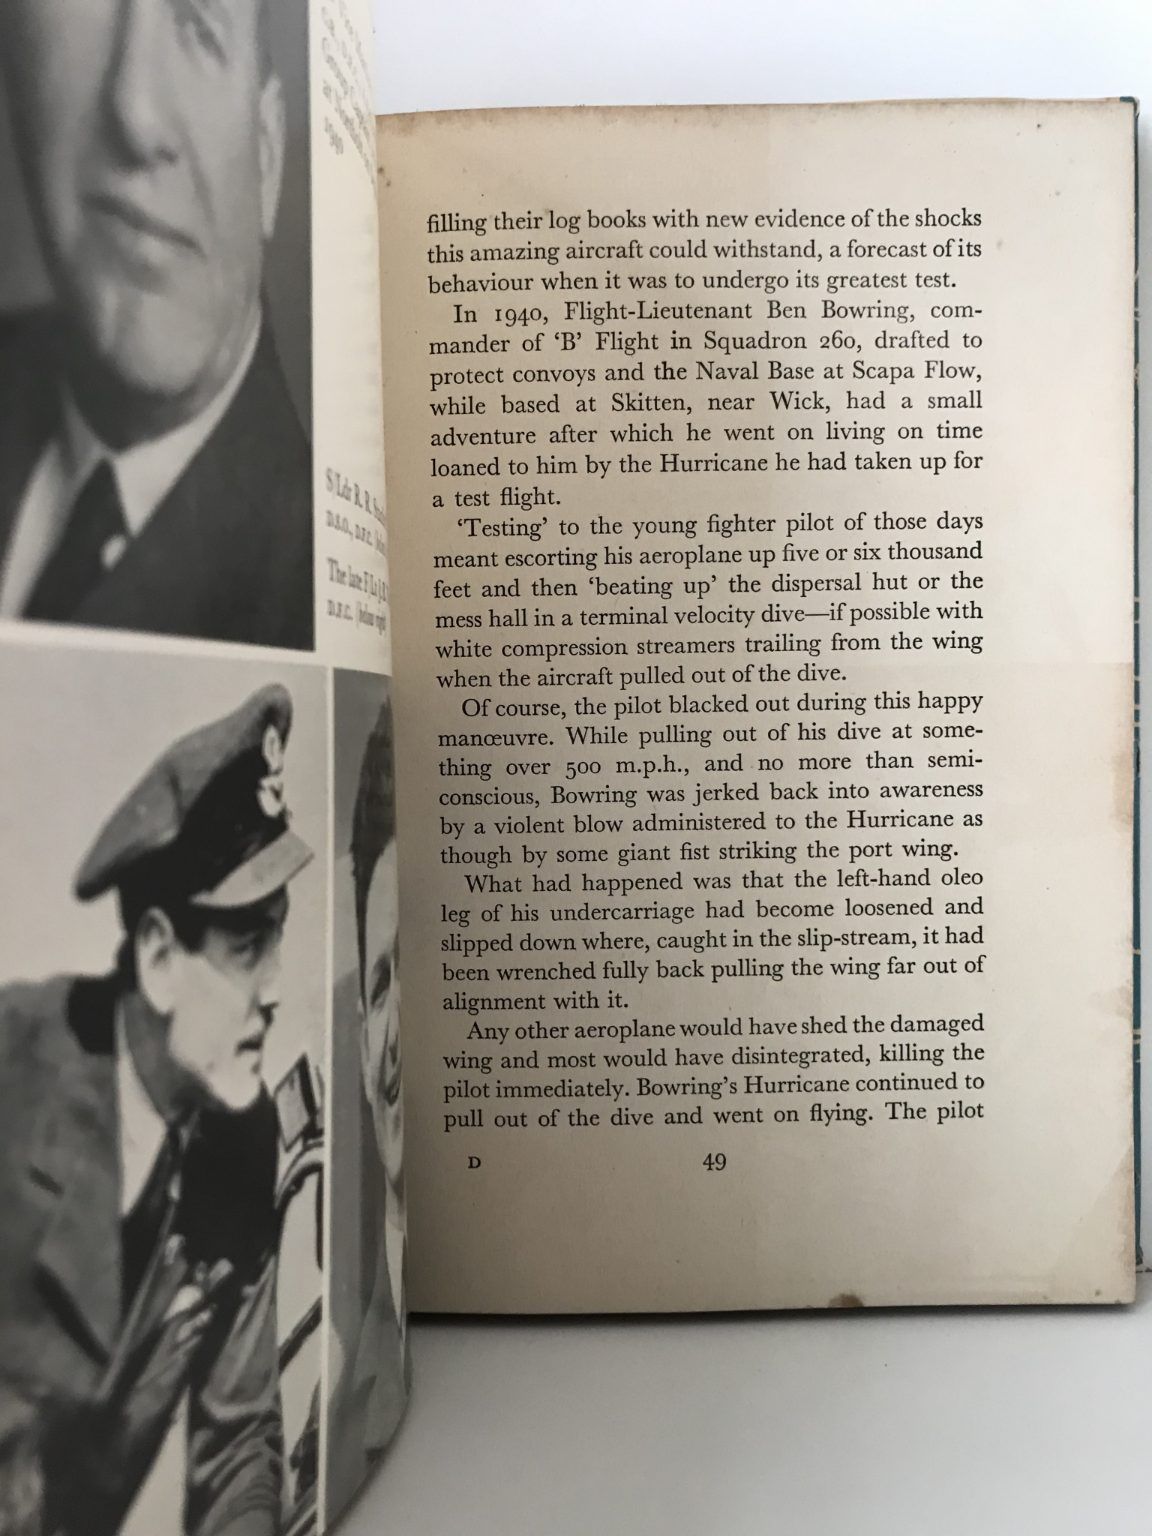 1940
S/Ldr R. R.
D.S.O., D.F.C.
The late F/Lt
D.F.C. (below right
filling their log books with new evidence of the shocks
this amazing aircraft could withstand, a forecast of its
behaviour when it was to undergo its greatest test.
In 1940, Flight-Lieutenant Ben Bowring, com-
mander of ‘B’ Flight in Squadron 260, drafted to
protect convoys and the Naval Base at Scapa Flow,
while based at Skitten, near Wick, had a small
adventure after which he went on living on time
loaned to him by the Hurricane he had taken up for
a test flight.
‘Testing’ to the young fighter pilot of those days
meant escorting his aeroplane up five or six thousand
feet and then ‘beating up’ the dispersal hut or the
mess hall in a terminal velocity dive—if possible with
white compression streamers trailing from the wing
when the aircraft pulled out of the dive.
Of course, the pilot blacked out during this happy
manœuvre. While pulling out of his dive at some-
thing over 500 m.p.h., and no more than semi-
conscious, Bowring was jerked back into awareness
by a violent blow administered to the Hurricane as
though by some giant fist striking the port wing.
What had happened was that the left-hand oleo
leg of his undercarriage had become loosened and
slipped down where, caught in the slip-stream, it had
been wrenched fully back pulling the wing far out of
alignment with it.
Any other aeroplane would have shed the damaged
wing and most would have disintegrated, killing the
pilot immediately. Bowring’s Hurricane continued to
pull out of the dive and went on flying. The pilot
D 49